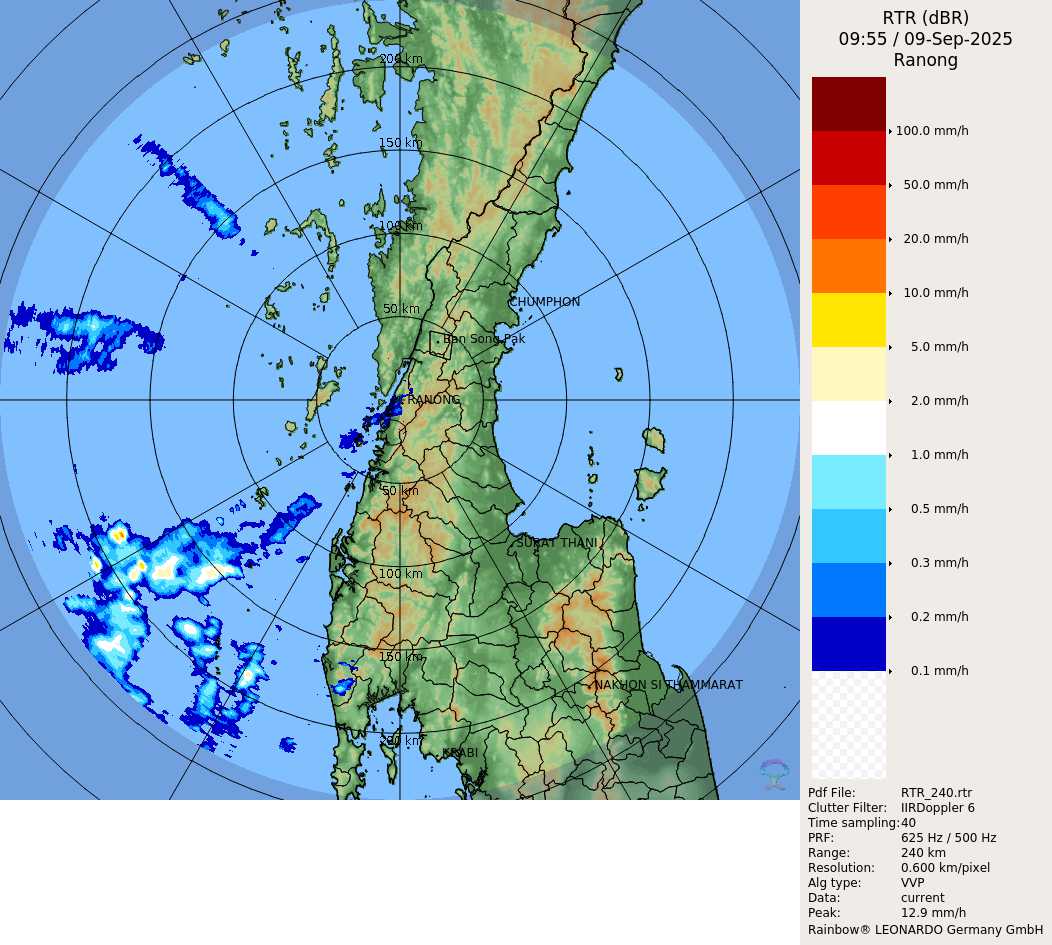 RTR (dBR)
09:55 / 09-Sep-2025
Ranong
200 km
150 km
100 km
50 km
CHUMPHON
Ban Song Pak
RANONG
50 km
SURAT THANI
100 km
150 km
NAKHON SI THAMMARAT
200 km
KRABI
100.0 mm/h
50.0 mm/h
20.0 mm/h
10.0 mm/h
5.0 mm/h
2.0 mm/h
1.0 mm/h
0.5 mm/h
0.3 mm/h
0.2 mm/h
0.1 mm/h
Pdf File: RTR_240.rtr
Clutter Filter: IIRDoppler 6
Time sampling:40
PRF: 625 Hz / 500 Hz
Range: 240 km
Resolution: 0.600 km/pixel
Alg type: VVP
Data: current
Peak: 12.9 mm/h
Rainbow® LEONARDO Germany GmbH